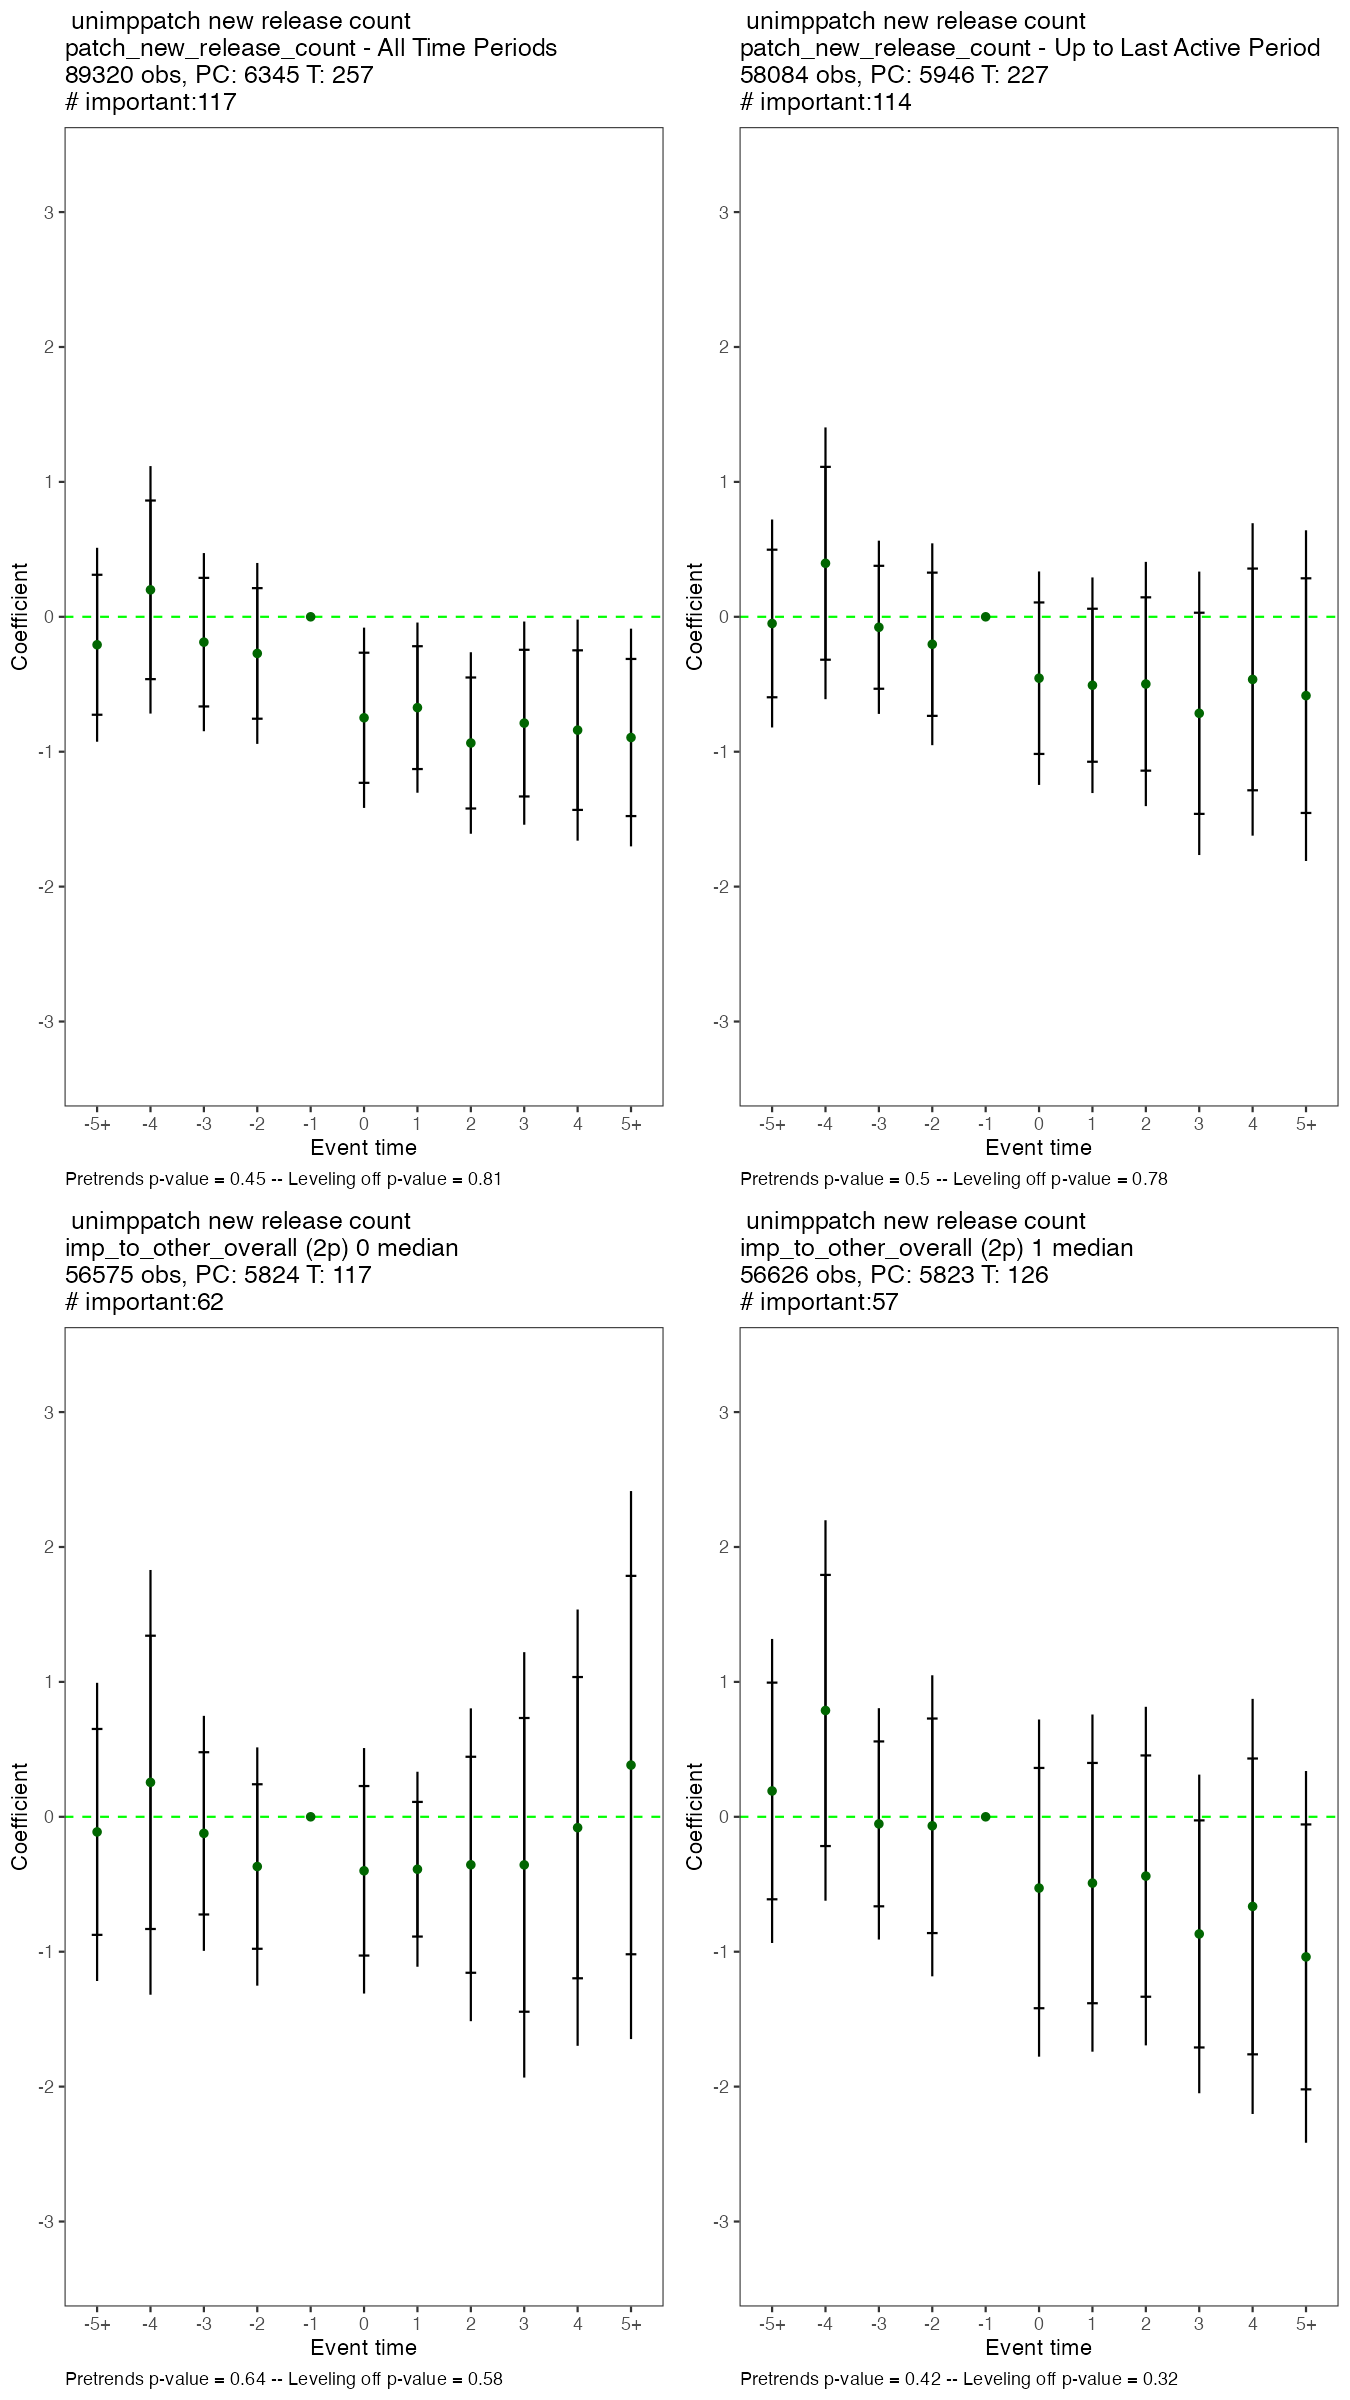 unimppatch new release count
patch_new_release_count - All Time Periods
89320 obs, PC: 6345 T: 257
# important:117
3
2
1
0
-1
-2
-3
Coefficient
-5+ -4 -3 -2 -1 0 1 2 3 4 5+
Event time
Pretrends p-value = 0.45 -- Leveling off p-value = 0.81
unimppatch new release count
patch_new_release_count - Up to Last Active Period
58084 obs, PC: 5946 T: 227
# important:114
3
2
1
0
-1
-2
-3
Coefficient
-5+ -4 -3 -2 -1 0 1 2 3 4 5+
Event time
Pretrends p-value = 0.5 -- Leveling off p-value = 0.78
unimppatch new release count
imp_to_other_overall (2p) 0 median
56575 obs, PC: 5824 T: 117
# important:62
3
2
1
0
-1
-2
-3
Coefficient
-5+ -4 -3 -2 -1 0 1 2 3 4 5+
Event time
Pretrends p-value = 0.64 -- Leveling off p-value = 0.58
unimppatch new release count
imp_to_other_overall (2p) 1 median
56626 obs, PC: 5823 T: 126
# important:57
3
2
1
0
-1
-2
-3
Coefficient
-5+ -4 -3 -2 -1 0 1 2 3 4 5+
Event time
Pretrends p-value = 0.42 -- Leveling off p-value = 0.32